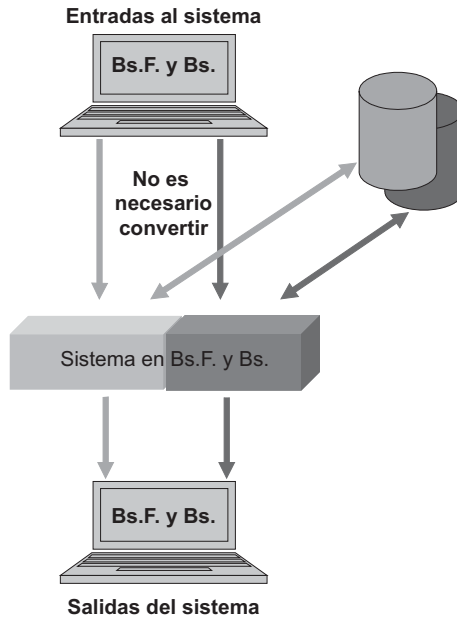 Entradas al sistema
Bs.F. y Bs.
No es
necesario
convertir
Sistema en Bs.F. y Bs.
Bs.F. y Bs.
Salidas del sistema